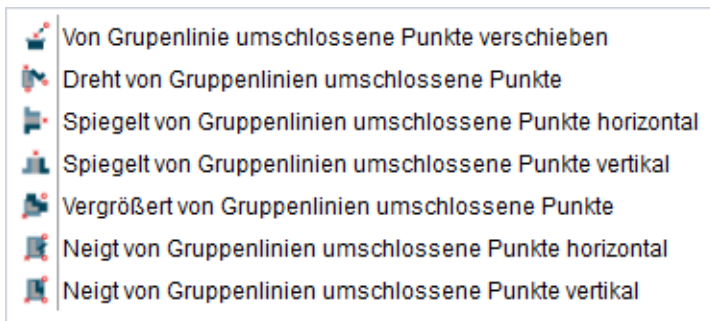 Von Grupenlinie umschlossene Punkte verschieben
Dreht von Gruppenlinien umschlossene Punkte
Spiegelt von Gruppenlinien umschlossene Punkte horizontal
Spiegelt von Gruppenlinien umschlossene Punkte vertikal
Vergrößert von Gruppenlinien umschlossene Punkte
Neigt von Gruppenlinien umschlossene Punkte horizontal
Neigt von Gruppenlinien umschlossene Punkte vertikal